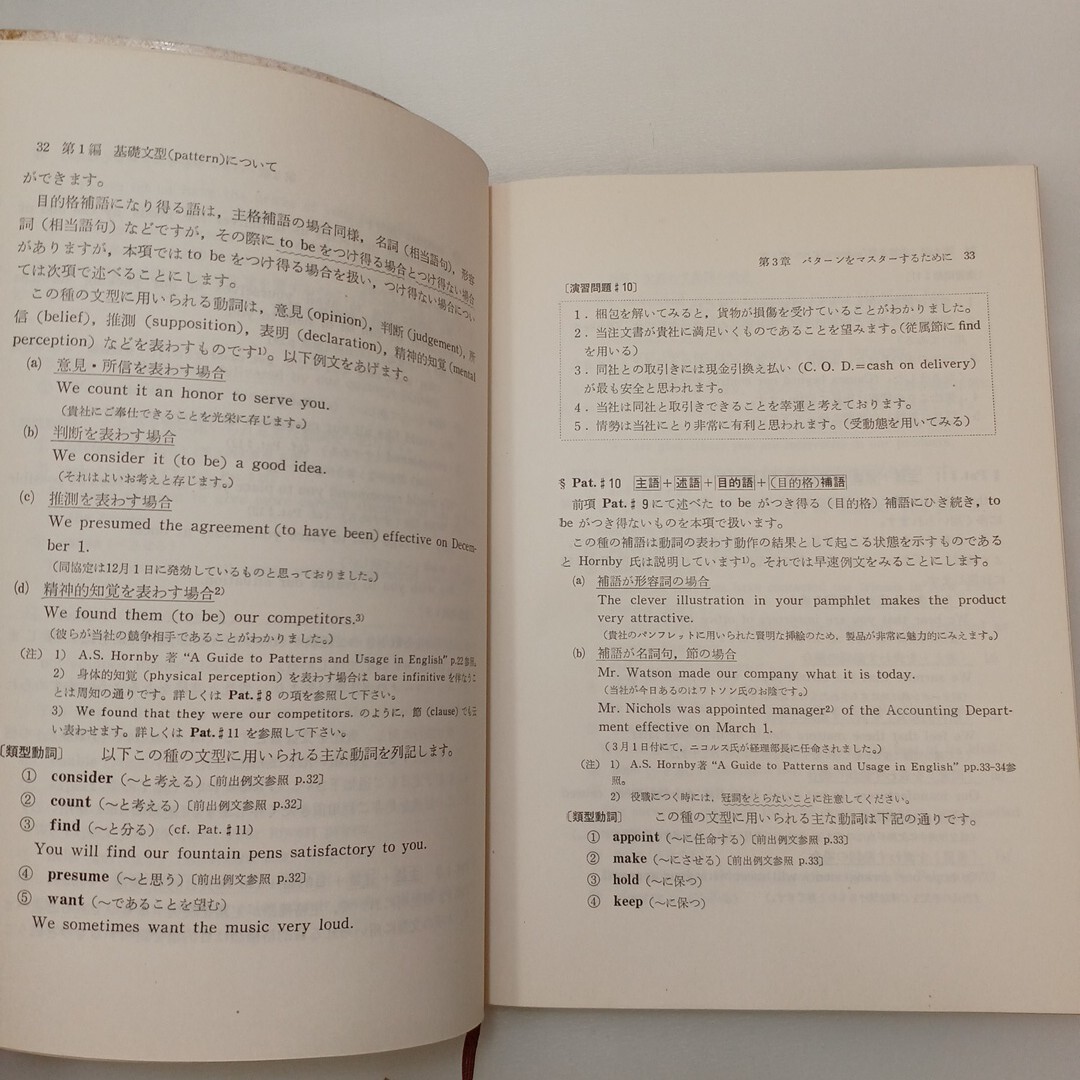 32 第1編 基礎文型(pattern)について
ができます。
目的格補語になり得る語は，主格補語の場合同様，名詞（相当語句），形容
詞（相当語句）などですが，その際に to be をつけ得る場合とつけ得ない場合
がありますが，本項では to be をつけ得る場合を扱い，つけ得ない場合につい
ては次項で述べることにします。
この種の文型に用いられる動詞は，意見(opinion)，判断(judgement)，所
信 (belief)，推測 (supposition)，表明 (declaration)，精神的知覚 (mental
perception) などを表わすものです1)。以下例文をあげます。
(a) 意見・所信を表わす場合
We count it an honor to serve you.
（貴社にご奉仕できることを光栄に存じます。）
(b) 判断を表わす場合
We consider it (to be) a good idea.
（それはよいお考えと存じます。）
(c) 推測を表わす場合
We presumed the agreement (to have been) effective on Decem-
ber 1.
（同協定は12月1日に発効しているものと思っておりました。）
(d) 精神的知覚を表わす場合2)
We found them (to be) our competitors.3)
（彼らが当社の競争相手であることがわかりました。）
（注） 1) A.S. Hornby 著 “A Guide to Patterns and Usage in English” p.22参照。
2) 身体的知覚 (physical perception) を表わす場合は bare infinitive を伴なうこ
とは周知の通りです。詳しくは Pat.♯8 の項を参照して下さい。
3) We found that they were our competitors. のように，節 (clause) でも云
い表わせます。詳しくは Pat.♯11 を参照して下さい。
〔類型動詞〕 以下この種の文型に用いられる主な動詞を列記します。
① consider（〜と考える）〔前出例文参照 p.32〕
② count（〜と考える）〔前出例文参照 p.32〕
③ find（〜と分る）(cf. Pat.♯11)
You will find our fountain pens satisfactory to you.
④ presume（〜と思う）〔前出例文参照 p.32〕
⑤ want（〜であることを望む）
We sometimes want the music very loud.
第3章 パターンをマスターするために 33
〔演習問題♯10〕
1．梱包を解いてみると，貨物が損傷を受けていることがわかりました。
2．当注文書が貴社に満足いくものであることを望みます。（従属節に find
を用いる）
3．同社との取引きには現金引換え払い (C. O. D.=cash on delivery)
が最も安全と思われます。
4．当社は同社と取引きできることを幸運と考えております。
5．情勢は当社にとり非常に有利と思われます。（受動態を用いてみる）
§ Pat.♯10 主語+述語+目的語+(目的格)補語
前項 Pat.♯9にて述べた to be がつき得る（目的格）補語にひき続き，to
be がつき得ないものを本項で扱います。
この種の補語は動詞の表わす動作の結果として起こる状態を示すものである
と Hornby 氏は説明しています1)。それでは早速例文をみることにします。
(a) 補語が形容詞の場合
The clever illustration in your pamphlet makes the product
very attractive.
（貴社のパンフレットに用いられた賢明な挿絵のため，製品が非常に魅力的にみえます。）
(b) 補語が名詞句，節の場合
Mr. Watson made our company what it is today.
（当社が今日あるのはワトソン氏のお陰です。）
Mr. Nichols was appointed manager2) of the Accounting Depart-
ment effective on March 1.
（3月1日付にて，ニコルス氏が経理部長に任命されました。）
（注） 1) A.S. Hornby著 “A Guide to Patterns and Usage in English” pp.33-34参
照。
2) 役職につく時には，冠詞をとらないことに注意してください。
〔類型動詞〕 この種の文型に用いられる主な動詞は下記の通りです。
① appoint（〜に任命する）〔前出例文参照 p.33〕
② make（〜にさせる）〔前出例文参照 p.33〕
③ hold（〜に保つ）
④ keep（〜に保つ）